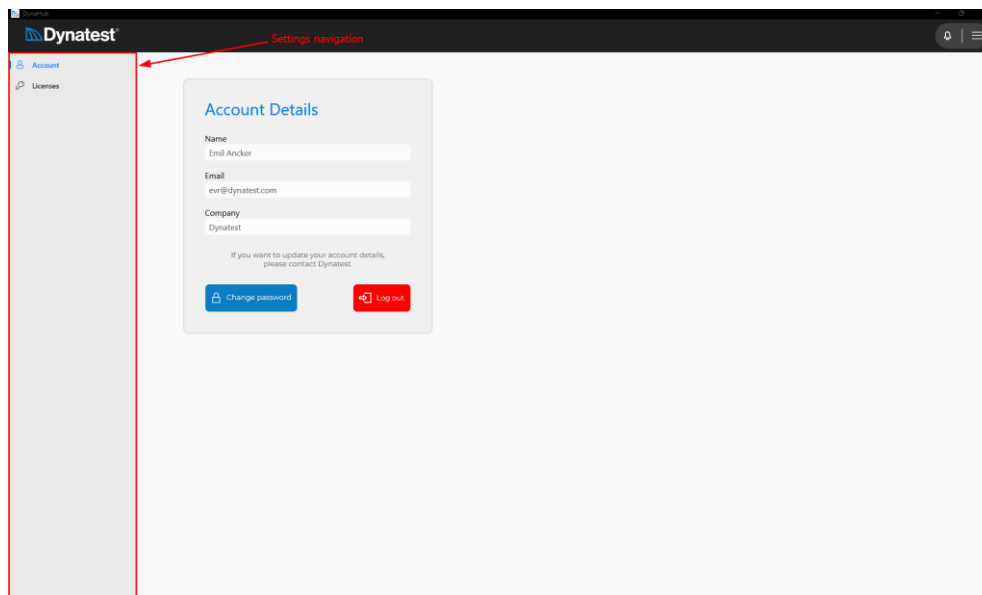 DynaHub
Dynatest®
Settings navigation
Account
Licenses
Account Details
Name
Emil Ancker
Email
evr@dynatest.com
Company
Dynatest
If you want to update your account details,
please contact Dynatest.
Change password
Log out